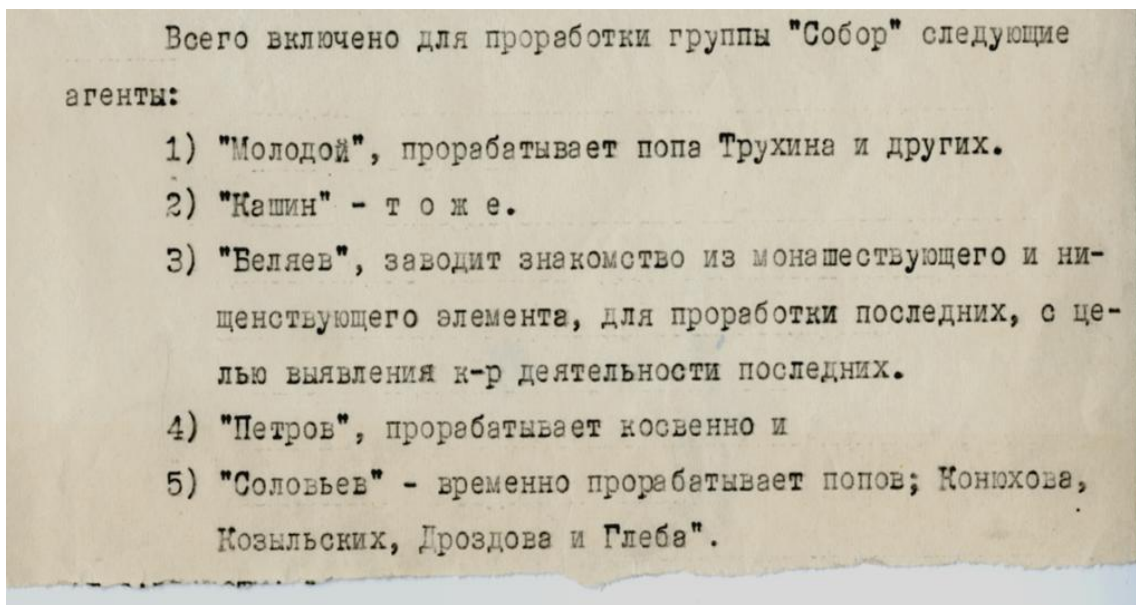 Всего включено для проработки группы "Собор" следующие
агенты:
1) "Молодой", прорабатывает попа Трухина и других.
2) "Кашин" - т о ж е.
3) "Беляев", заводит знакомство из монашествующего и ни-
щенствующего элемента, для проработки последних, с це-
лью выявления к-р деятельности последних.
4) "Петров", прорабатывает косвенно и
5) "Соловьев" - временно прорабатывает попов; Конюхова,
Козыльских, Дроздова и Глеба".